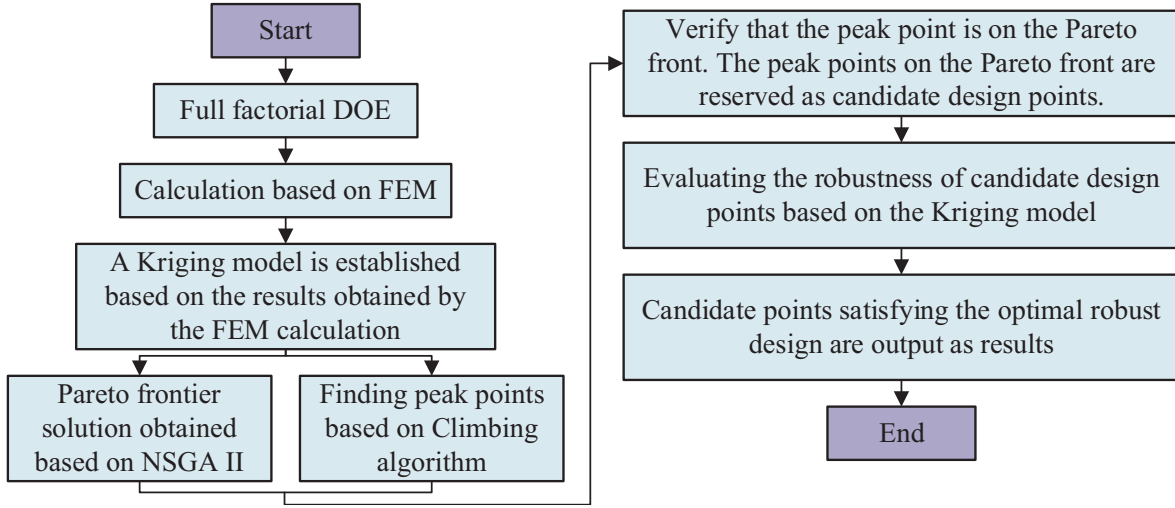 Start
Full factorial DOE
Calculation based on FEM
A Kriging model is established
based on the results obtained by
the FEM calculation
Pareto frontier
solution obtained
based on NSGA II
Finding peak points
based on Climbing
algorithm
Verify that the peak point is on the Pareto
front. The peak points on the Pareto front are
reserved as candidate design points.
Evaluating the robustness of candidate design
points based on the Kriging model
Candidate points satisfying the optimal robust
design are output as results
End